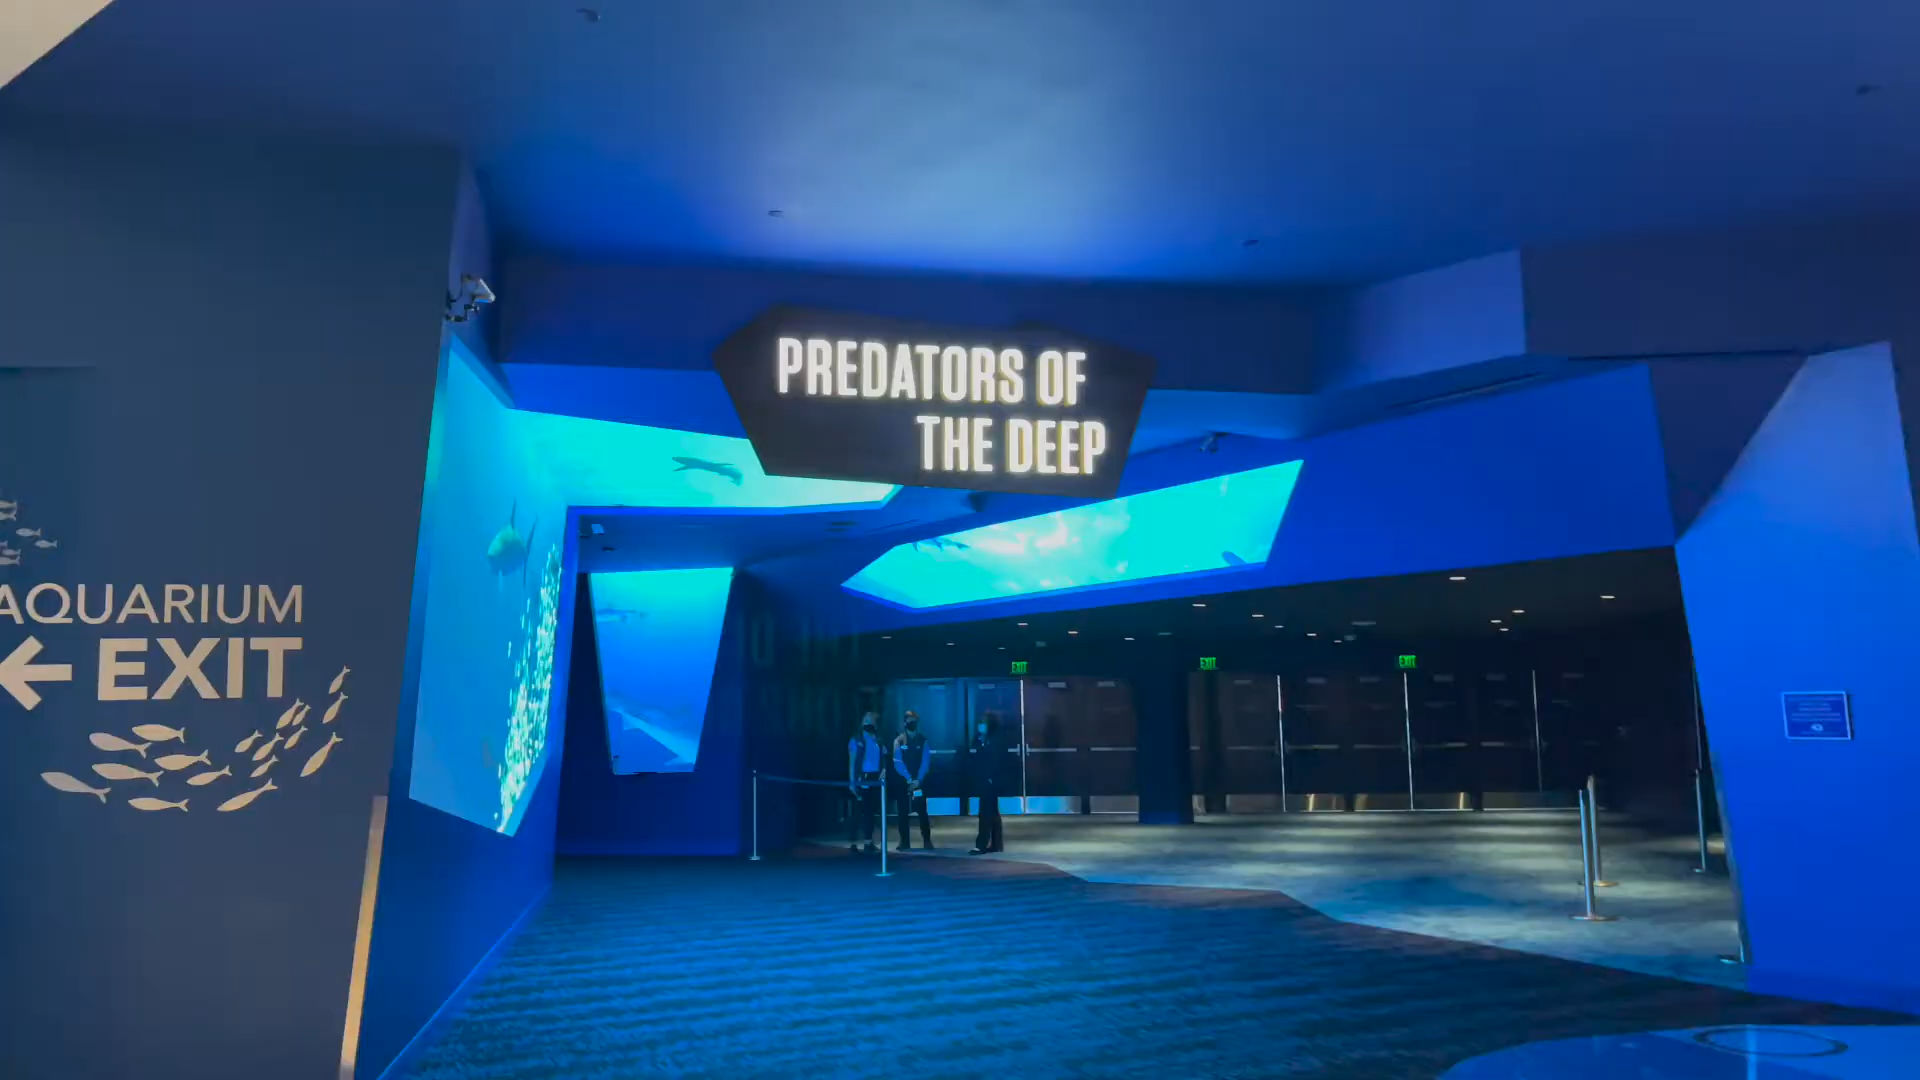 PREDATORS OF
THE DEEP
AQUARIUM
← EXIT
EXIT
EXIT
EXIT